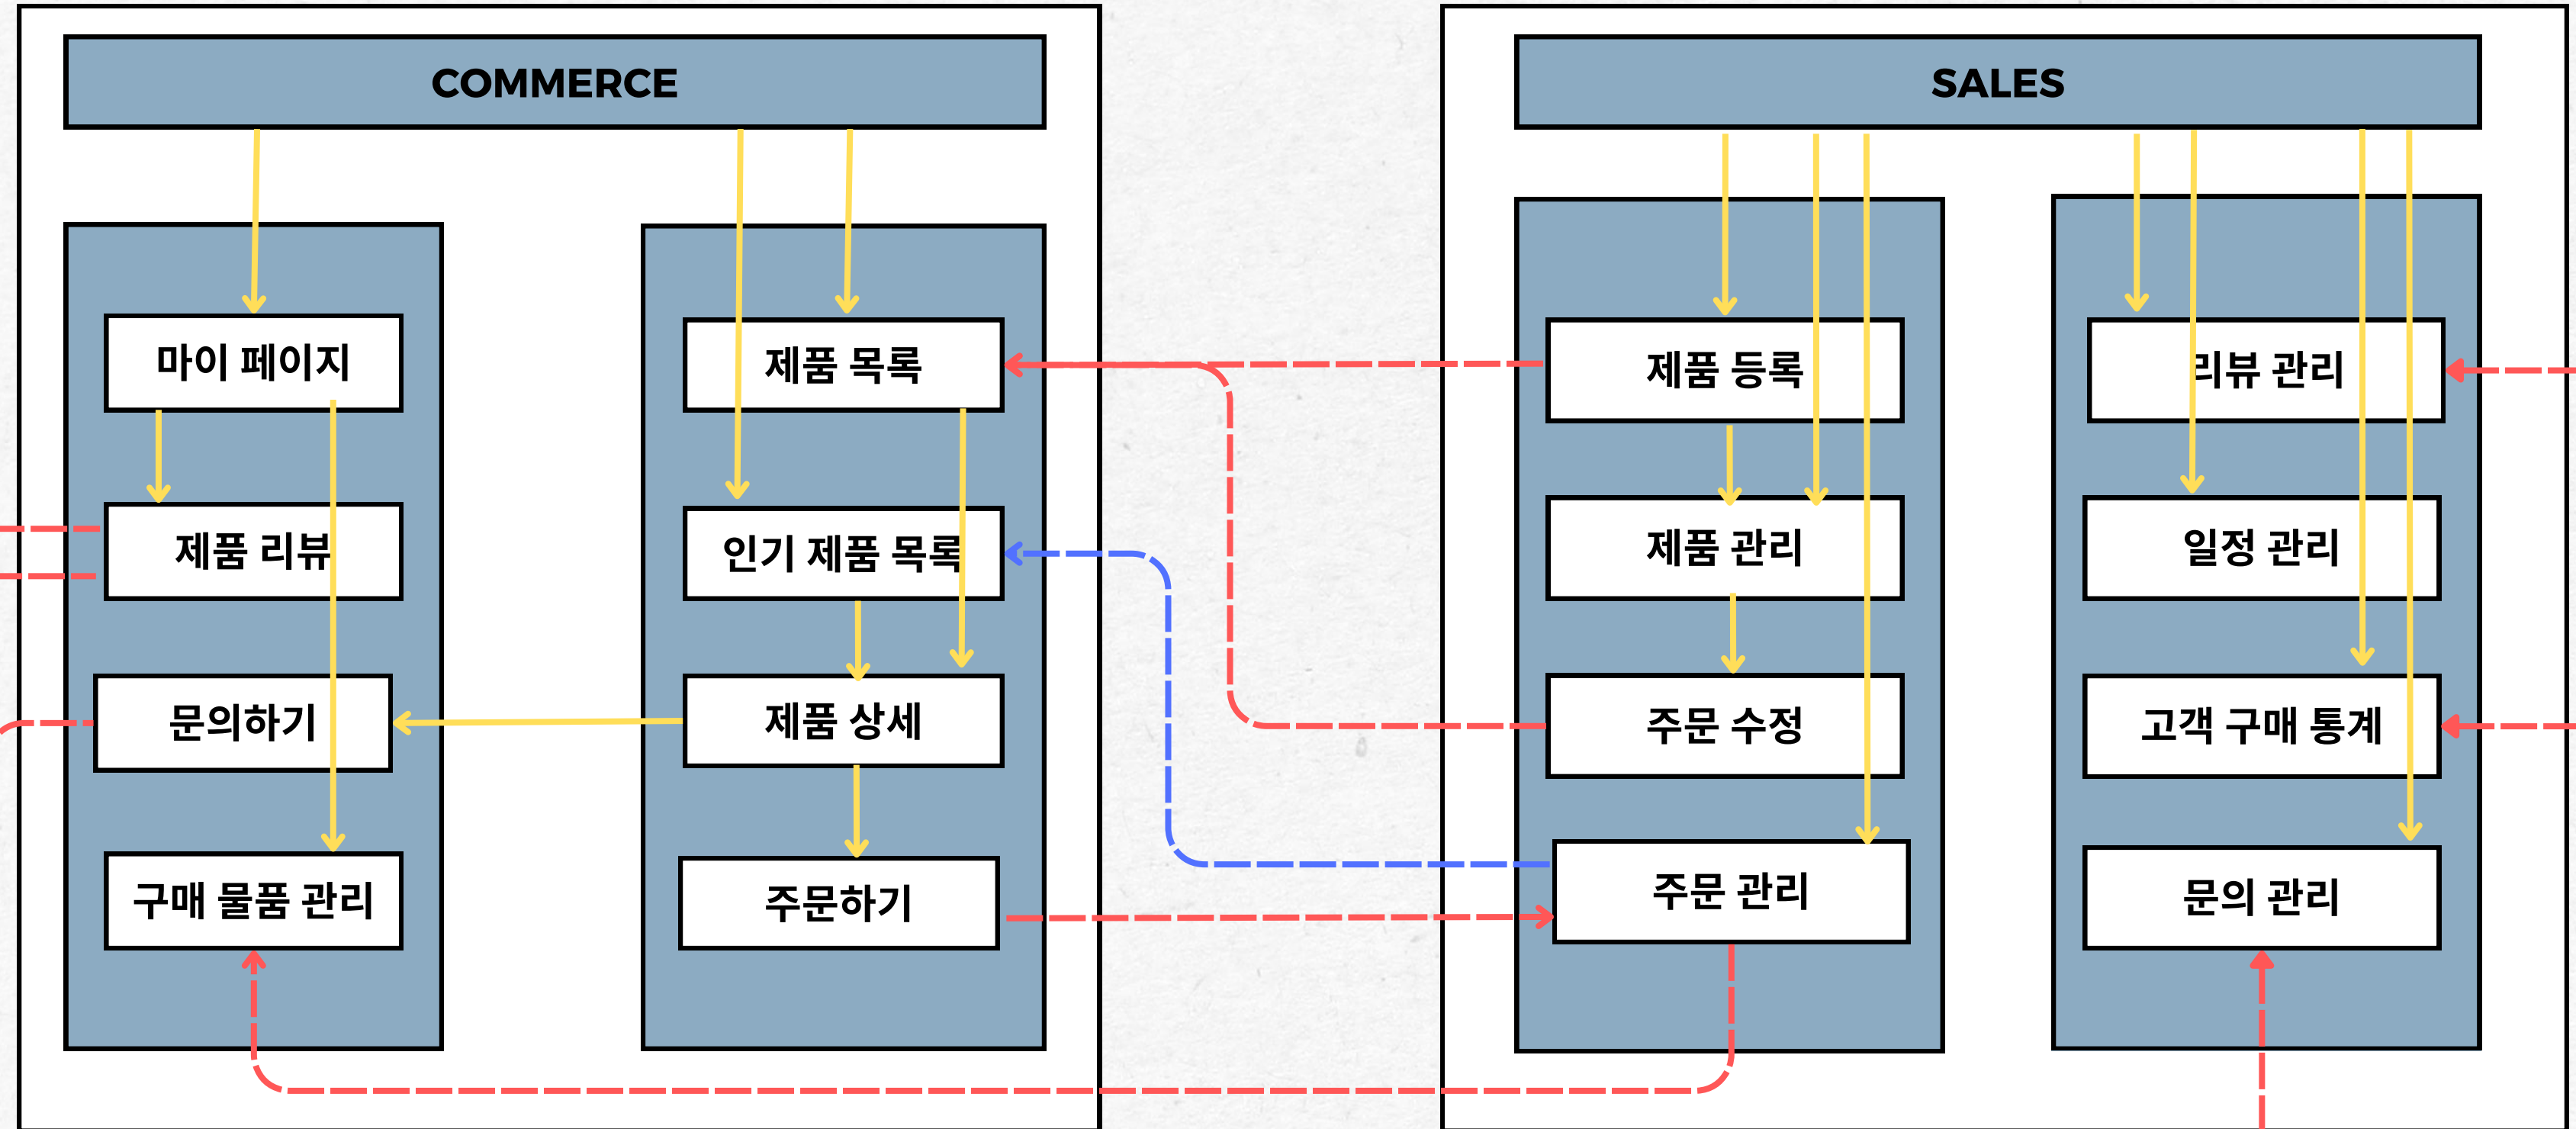 COMMERCE
마이 페이지
제품 리뷰
문의하기
구매 물품 관리
제품 목록
인기 제품 목록
제품 상세
주문하기
SALES
제품 등록
제품 관리
주문 수정
주문 관리
리뷰 관리
일정 관리
고객 구매 통계
문의 관리